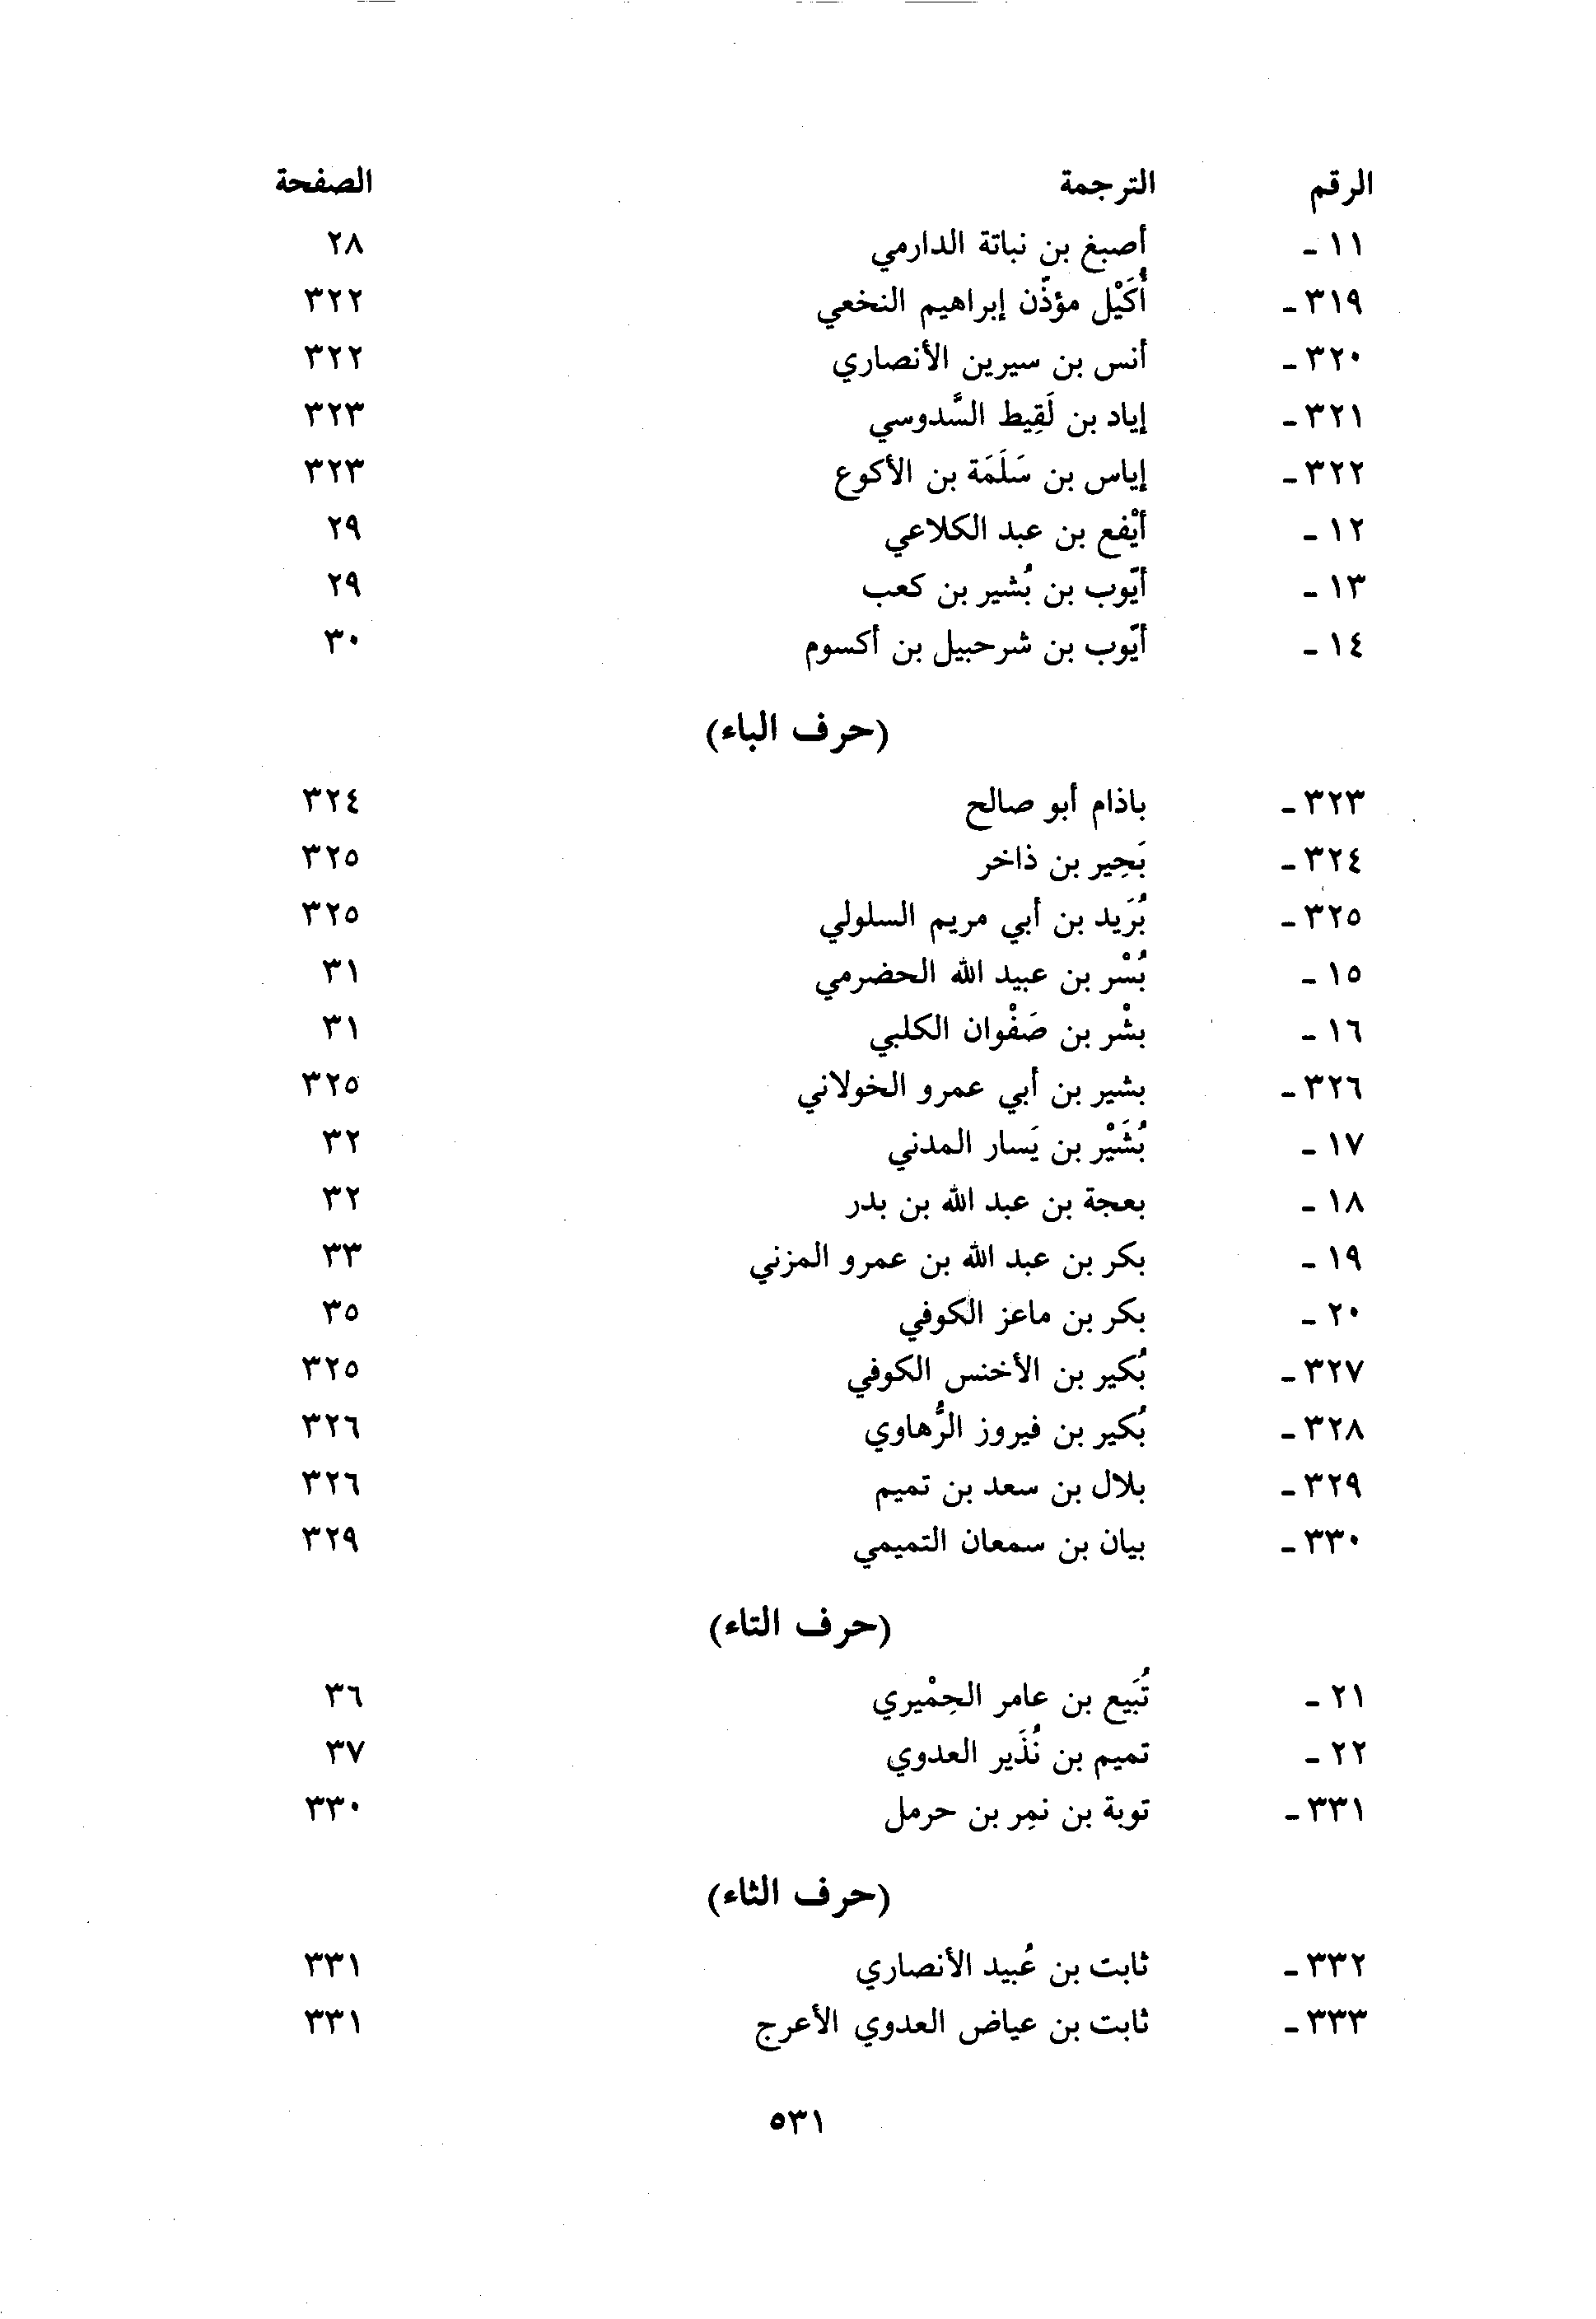 الرقم الترجمة الصفحة
١١ - أصبغ بن نباتة الدارمي ٢٨
٣١٩ - أُكَيْل مؤذّن إبراهيم النخعي ٣٢٢
٣٢٠ - أنس بن سيرين الأنصاري ٣٢٢
٣٢١ - إياد بن لَقِيط السَّدوسي ٣٢٣
٣٢٢ - إياس بن سَلَمَة بن الأكوع ٣٢٣
١٢ - أيْفع بن عبد الكلاعي ٢٩
١٣ - أيّوب بن بُشير بن كعب ٢٩
١٤ - أيّوب بن شرحبيل بن أكسوم ٣٠
(حرف الباء)
٣٢٣ - باذام أبو صالح ٣٢٤
٣٢٤ - بَحِير بن ذاخر ٣٢٥
٣٢٥ - بُرَيد بن أبي مريم السلولي ٣٢٥
١٥ - بُسْر بن عبيد الله الحضرمي ٣١
١٦ - بشْر بن صَفْوان الكلبي ٣١
٣٢٦ - بشير بن أبي عمرو الخولاني ٣٢٥
١٧ - بُشَيْر بن يَسار المدني ٣٢
١٨ - بعجة بن عبد الله بن بدر ٣٢
١٩ - بكر بن عبد الله بن عمرو المزني ٣٣
٢٠ - بكر بن ماعز الكوفي ٣٥
٣٢٧ - بُكير بن الأخنس الكوفي ٣٢٥
٣٢٨ - بُكير بن فيروز الرُّهاوي ٣٢٦
٣٢٩ - بلال بن سعد بن تميم ٣٢٦
٣٣٠ - بيان بن سمعان التميمي ٣٢٩
(حرف التاء)
٢١ - تُبَيع بن عامر الحِمْيري ٣٦
٢٢ - تميم بن نُذَير العدوي ٣٧
٣٣١ - توبة بن نمِر بن حرمل ٣٣٠
(حرف الثاء)
٣٣٢ - ثابت بن عُبيد الأنصاري ٣٣١
٣٣٣ - ثابت بن عياض العدوي الأعرج ٣٣١
٥٣١